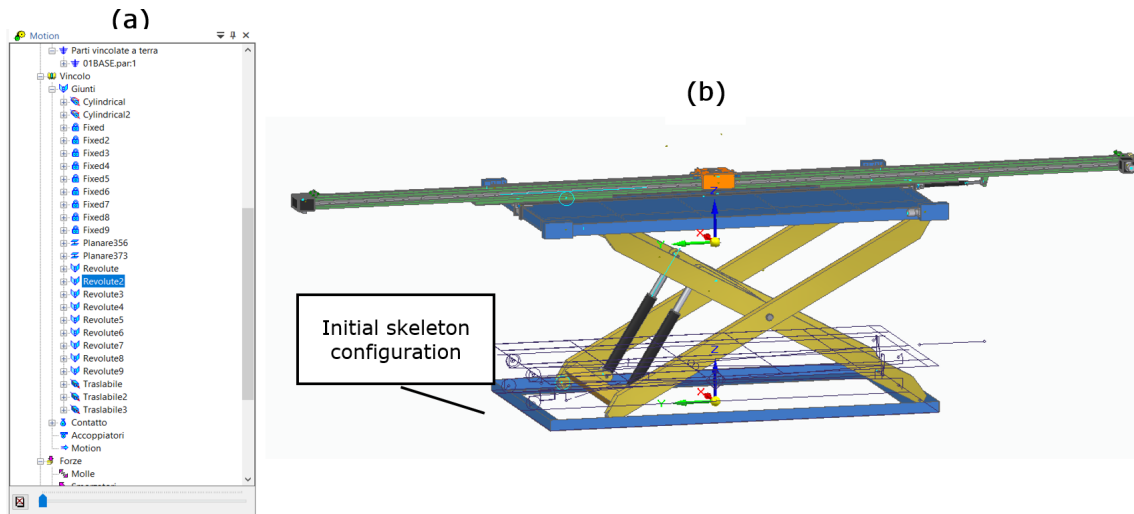 (a)
Motion
Parti vincolate a terra
01BASE.par:1
Vincolo
Giunti
Cylindrical
Cylindrical2
Fixed
Fixed2
Fixed3
Fixed4
Fixed5
Fixed6
Fixed7
Fixed8
Fixed9
Planare356
Planare373
Revolute
Revolute2
Revolute3
Revolute4
Revolute5
Revolute6
Revolute7
Revolute8
Revolute9
Traslabile
Traslabile2
Traslabile3
Contatto
Accoppiatori
Motion
Forze
Molle
(b)
Z
X
Y
Initial skeleton
configuration
Z
X
Y